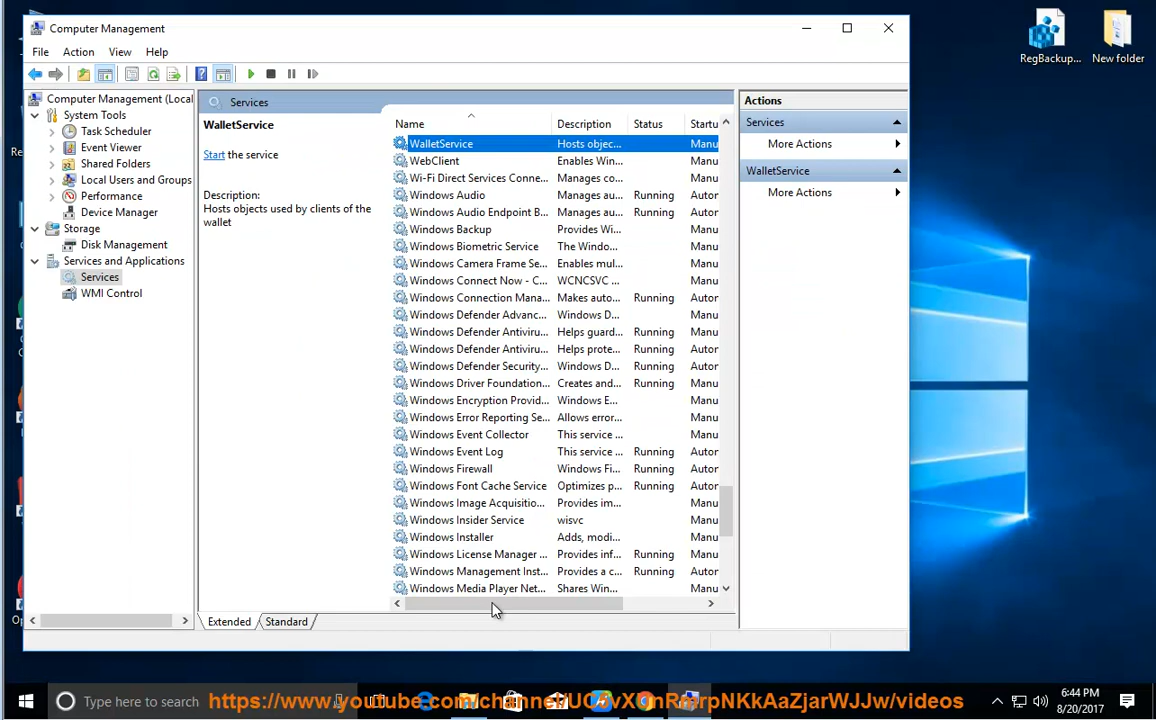 Computer Management
RegBackup...
New folder
File Action View Help
Computer Management (Local
System Tools
Task Scheduler
Event Viewer
Shared Folders
Local Users and Groups
Performance
Device Manager
Storage
Disk Management
Services and Applications
Services
WMI Control
Services
WalletService
Start the service
Description:
Hosts objects used by clients of the
wallet
Name Description Status Startu
WalletService Hosts objec... Manu
WebClient Enables Win... Manu
Wi-Fi Direct Services Conne... Manages co... Manu
Windows Audio Manages au... Running Autor
Windows Audio Endpoint B... Manages au... Running Autor
Windows Backup Provides Wi... Manu
Windows Biometric Service The Windo... Manu
Windows Camera Frame Se... Enables mul... Manu
Windows Connect Now - C... WCNCSVC ... Manu
Windows Connection Mana... Makes auto... Running Autor
Windows Defender Advanc... Windows D... Manu
Windows Defender Antiviru... Helps guard... Running Manu
Windows Defender Antiviru... Helps prote... Running Autor
Windows Defender Security... Windows D... Running Autor
Windows Driver Foundation... Creates and... Running Manu
Windows Encryption Provid... Windows E... Manu
Windows Error Reporting Se... Allows error... Manu
Windows Event Collector This service ... Manu
Windows Event Log This service ... Running Autor
Windows Firewall Windows Fi... Running Autor
Windows Font Cache Service Optimizes p... Running Autor
Windows Image Acquisitio... Provides im... Manu
Windows Insider Service wisvc Manu
Windows Installer Adds, modi... Manu
Windows License Manager ... Provides inf... Running Manu
Windows Management Inst... Provides a c... Running Autor
Windows Media Player Net... Shares Win... Manu
Extended Standard
Actions
Services
More Actions
WalletService
More Actions
Type here to search
6:44 PM
8/20/2017